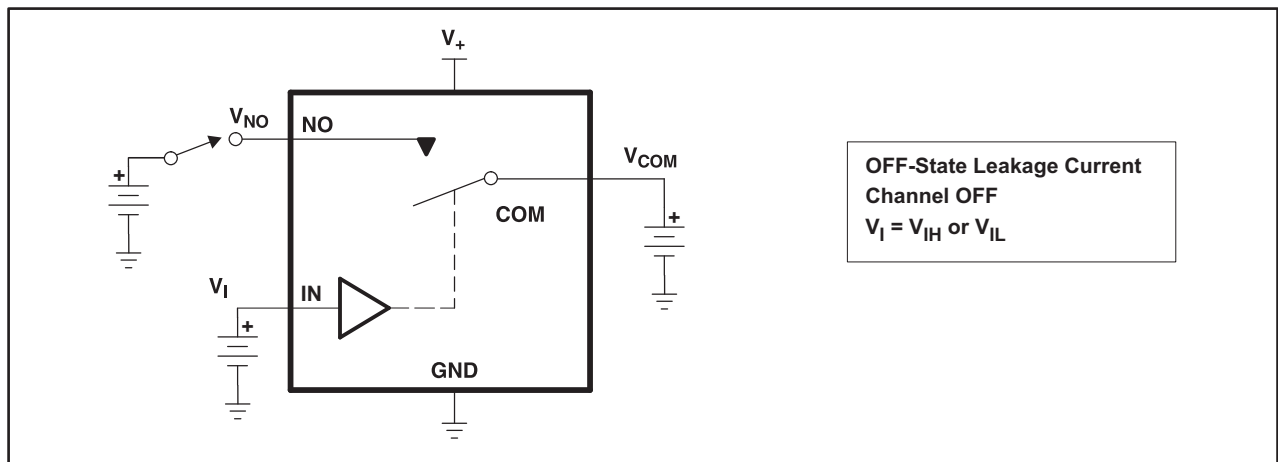 V+
VNO
NO
+
VCOM
COM
+
VI
IN
+
GND
OFF-State Leakage Current
Channel OFF
VI = VIH or VIL